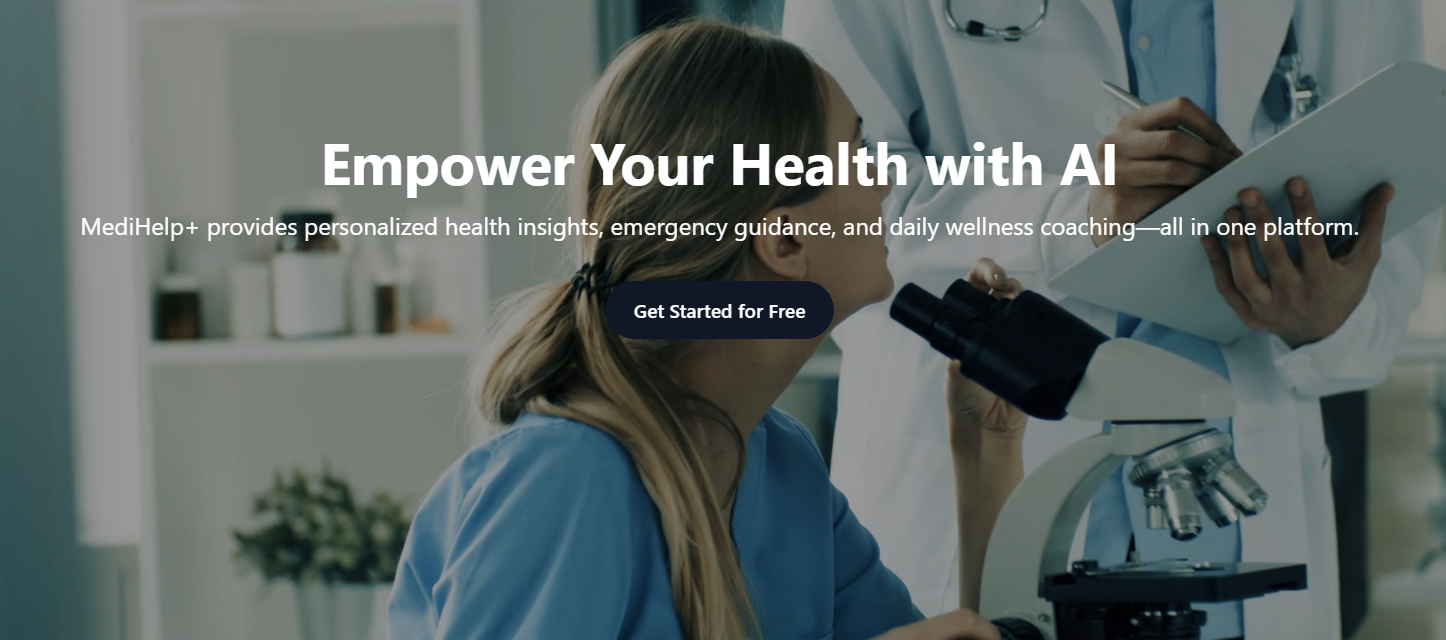 Empower Your Health with AI
MediHelp+ provides personalized health insights, emergency guidance, and daily wellness coaching—all in one platform.
Get Started for Free